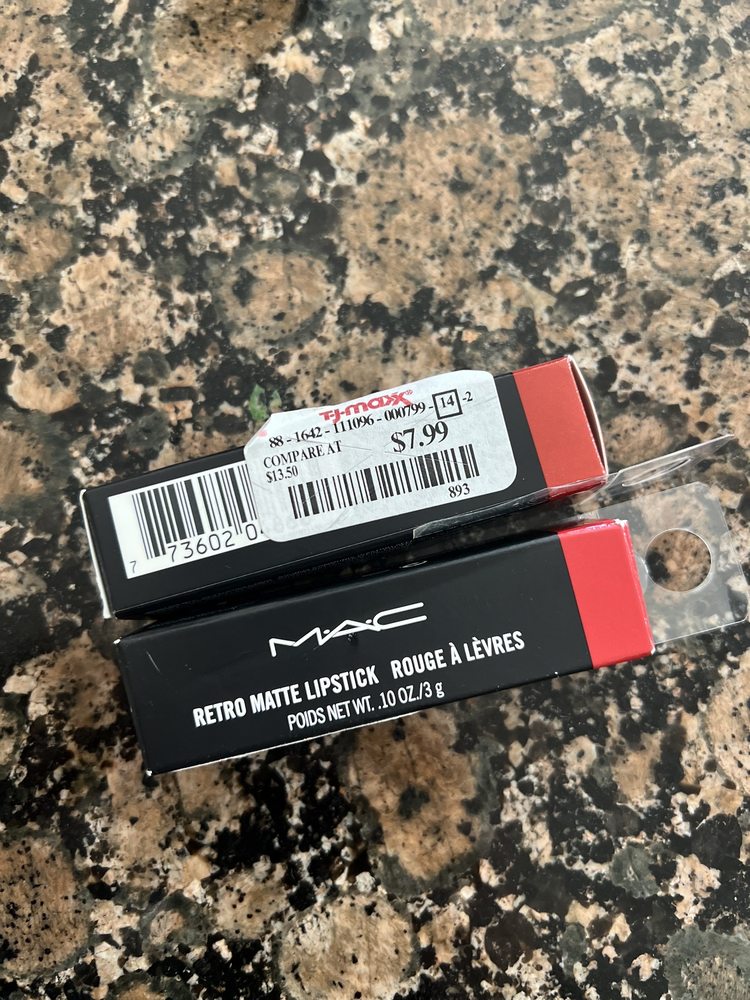 TJ·maxx®
88 - 1642 - 111096 - 000799 - 14 -2
COMPARE AT
$7.99
$13.50
893
7 73602 0
M·A·C
RETRO MATTE LIPSTICK ROUGE À LÈVRES
POIDS NET WT. .10 OZ./3 g